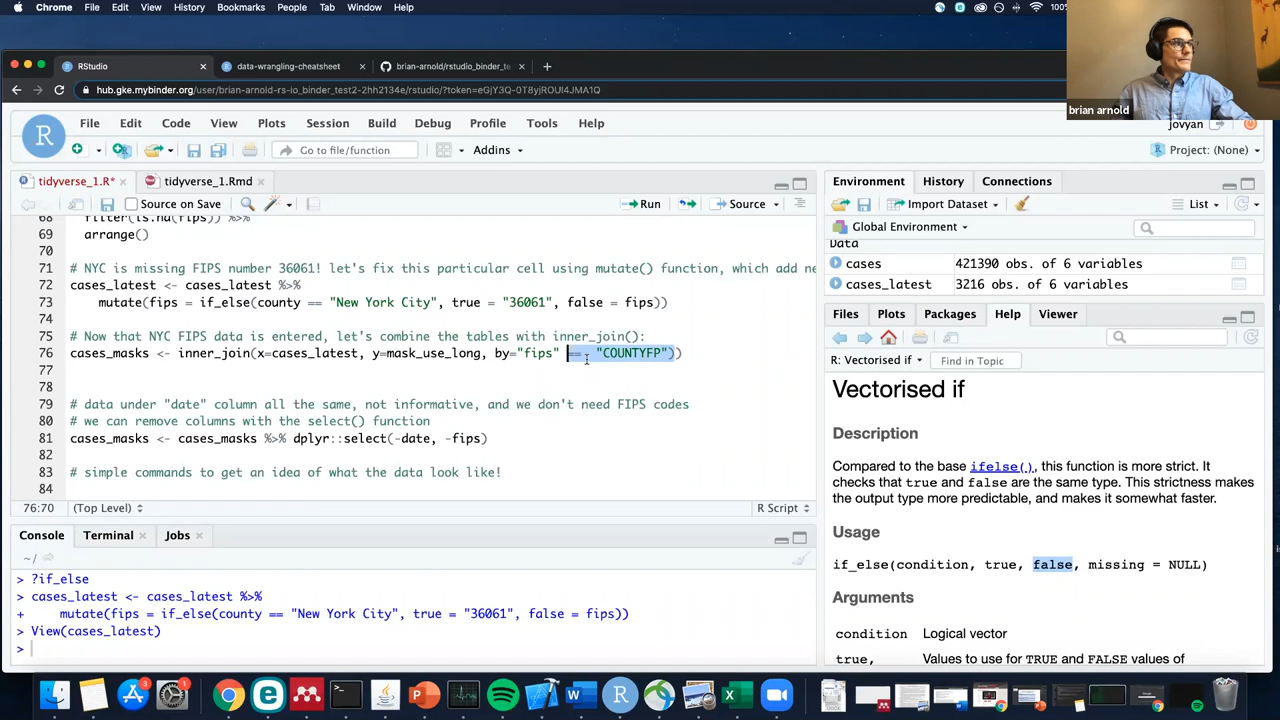 Chrome File Edit View History Bookmarks People Tab Window Help 100%
RStudio × data-wrangling-cheatsheet × brian-arnold/rstudio_binder_te × +
hub.gke.mybinder.org/user/brian-arnold-rs-io_binder_test2-2hh2134e/rstudio/?token=eGjY3Q-0T8yjROUl4JMA1Q
brian arnold
R File Edit Code View Plots Session Build Debug Profile Tools Help
jovyan
Go to file/function Addins Project: (None)
tidyverse_1.R* × tidyverse_1.Rmd ×
Source on Save Run Source
68 filter(is.na(fips)) %>%
69 arrange()
70
71 # NYC is missing FIPS number 36061! let's fix this particular cell using mutate() function, which add ne
72 cases_latest <- cases_latest %>%
73 mutate(fips = if_else(county == "New York City", true = "36061", false = fips))
74
75 # Now that NYC FIPS data is entered, let's combine the tables with inner_join():
76 cases_masks <- inner_join(x=cases_latest, y=mask_use_long, by="fips" == "COUNTYFP"))
77
78
79 # data under "date" column all the same, not informative, and we don't need FIPS codes
80 # we can remove columns with the select() function
81 cases_masks <- cases_masks %>% dplyr::select(-date, -fips)
82
83 # simple commands to get an idea of what the data look like!
84
76:70 (Top Level) R Script
Console Terminal × Jobs ×
~/
> ?if_else
> cases_latest <- cases_latest %>%
+ mutate(fips = if_else(county == "New York City", true = "36061", false = fips))
> View(cases_latest)
>
Environment History Connections
Import Dataset List
Global Environment
Data
cases 421390 obs. of 6 variables
cases_latest 3216 obs. of 6 variables
Files Plots Packages Help Viewer
R: Vectorised if Find in Topic
Vectorised if
Description
Compared to the base ifelse(), this function is more strict. It
checks that true and false are the same type. This strictness makes
the output type more predictable, and makes it somewhat faster.
Usage
if_else(condition, true, false, missing = NULL)
Arguments
condition Logical vector
true, Values to use for TRUE and FALSE values of